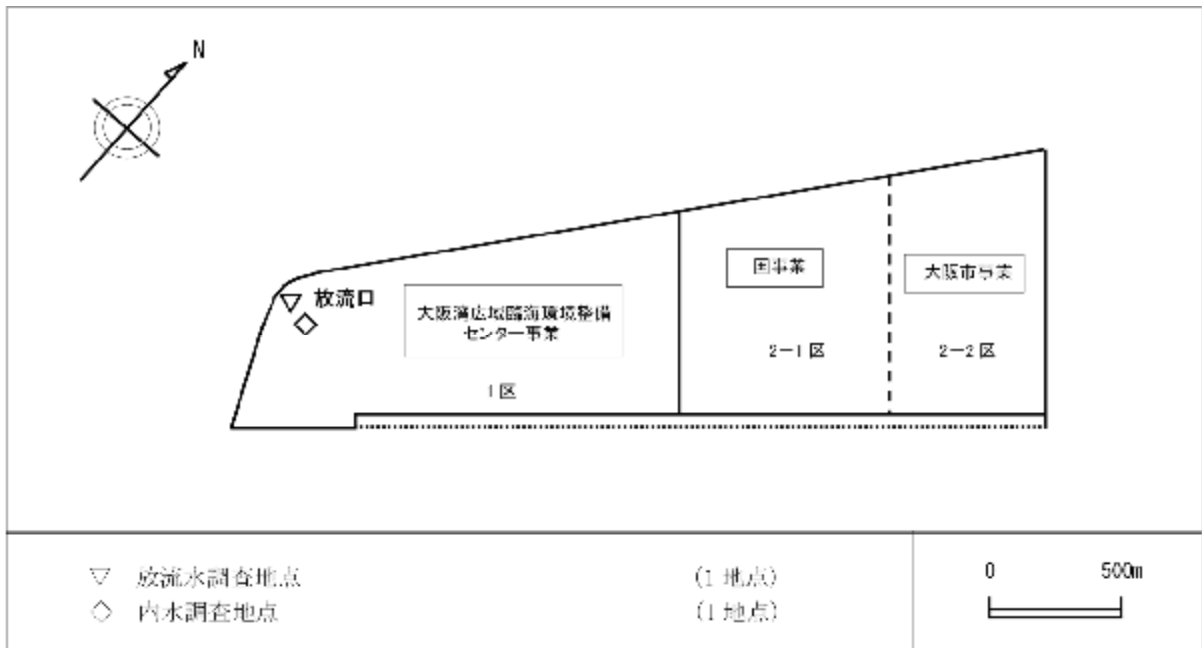 N
放流口
大阪湾広域臨海環境整備
センター事業
1区
国事業
2-1区
大阪市事業
2-2区
▽ 放流水調査地点 (1 地点)
◇ 内水調査地点 (1 地点)
0 500m